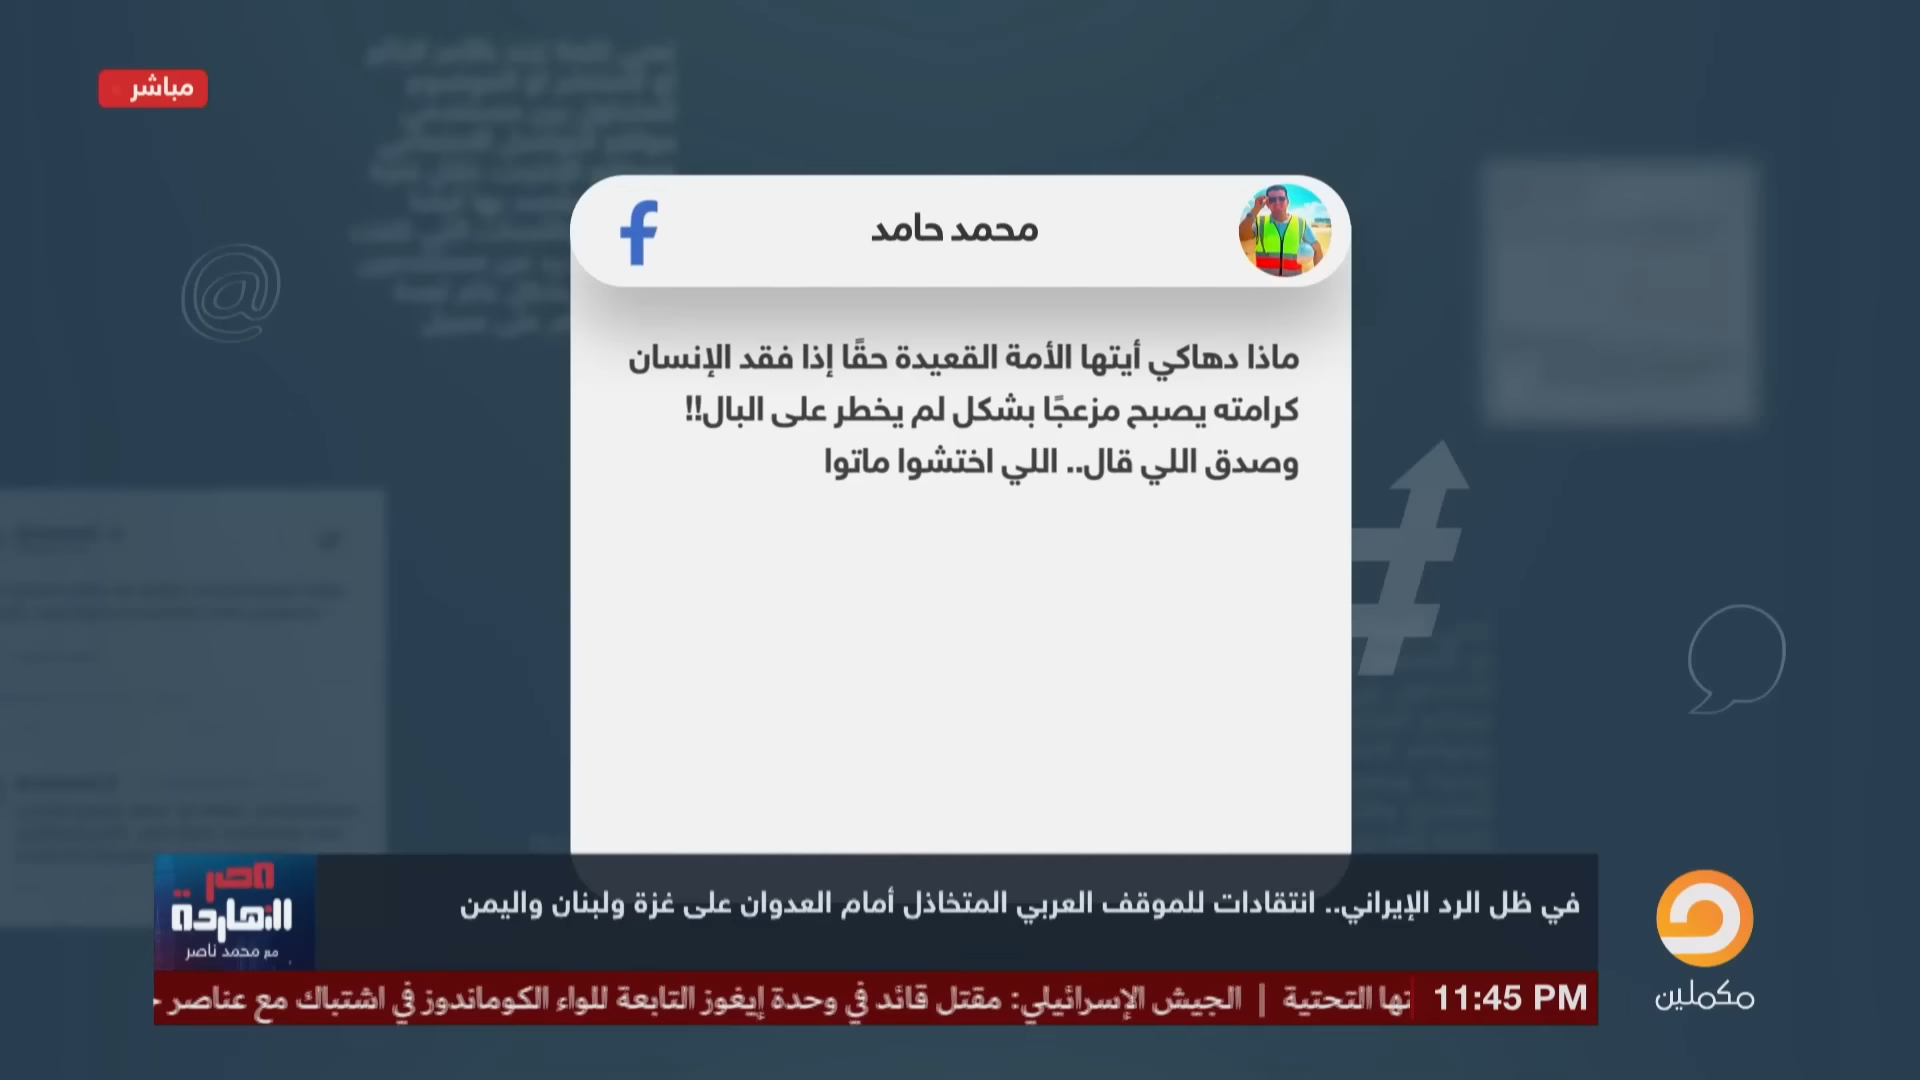 مباشر
محمد حامد
ماذا دهاكي أيتها الأمة القعيدة حقًا إذا فقد الإنسان
كرامته يصبح مزعجًا بشكل لم يخطر على البال!!
وصدق اللي قال.. اللي اختشوا ماتوا
مصر
النهاردة
مع محمد ناصر
في ظل الرد الإيراني.. انتقادات للموقف العربي المتخاذل أمام العدوان على غزة ولبنان واليمن
11:45 PM
تها التحتية | الجيش الإسرائيلي: مقتل قائد في وحدة إيغوز التابعة للواء الكوماندوز في اشتباك مع عناصر
مكملين